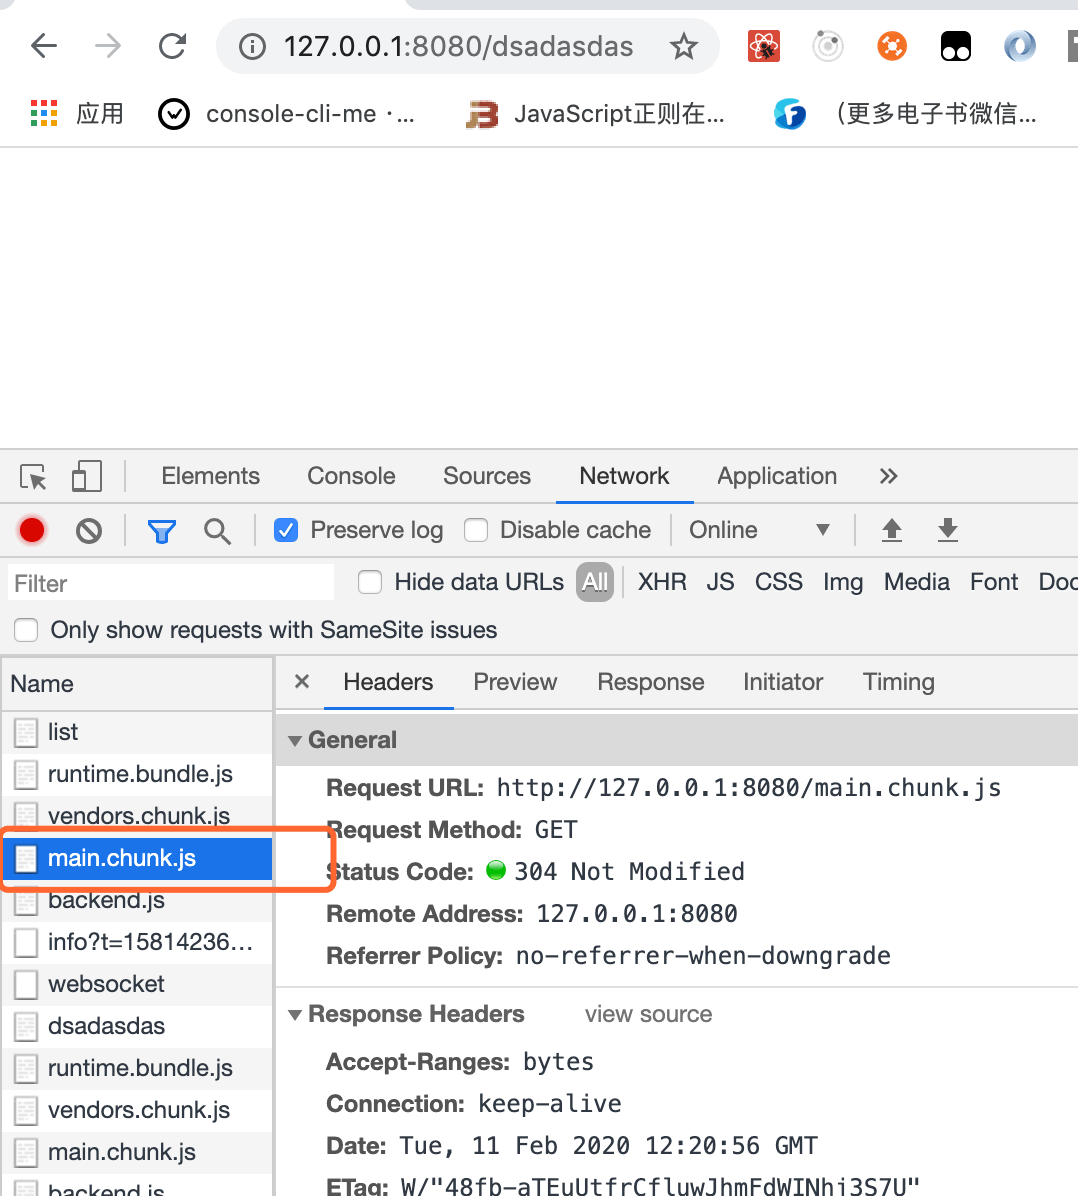 127.0.0.1:8080/dsadasdas
应用 console-cli-me ·... JavaScript正则在... （更多电子书微信...
Elements Console Sources Network Application »
Preserve log Disable cache Online
Filter Hide data URLs All XHR JS CSS Img Media Font Doc
Only show requests with SameSite issues
Name
list
runtime.bundle.js
vendors.chunk.js
main.chunk.js
backend.js
info?t=15814236...
websocket
dsadasdas
runtime.bundle.js
vendors.chunk.js
main.chunk.js
backend.js
× Headers Preview Response Initiator Timing
General
Request URL: http://127.0.0.1:8080/main.chunk.js
Request Method: GET
Status Code: 304 Not Modified
Remote Address: 127.0.0.1:8080
Referrer Policy: no-referrer-when-downgrade
Response Headers view source
Accept-Ranges: bytes
Connection: keep-alive
Date: Tue, 11 Feb 2020 12:20:56 GMT
ETag: